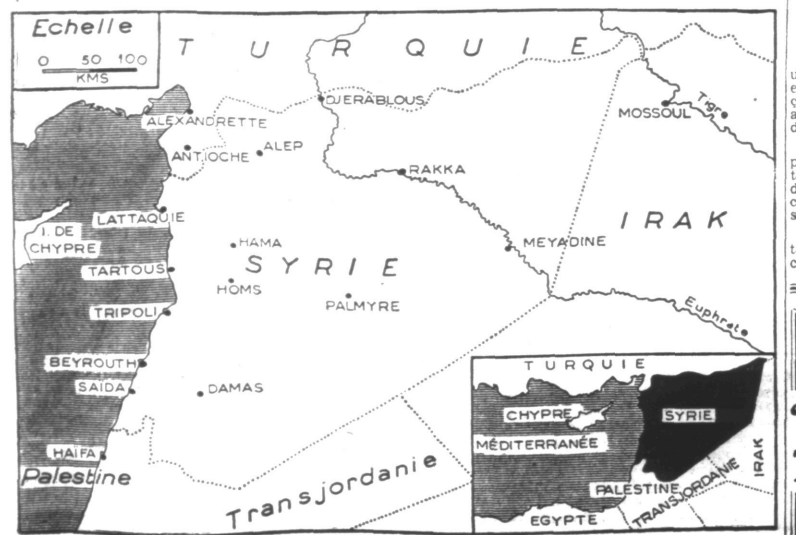 Echelle
0 50 100
KMS
TURQUIE
DJERABLOUS
ALEXANDRETTE
MOSSOUL
Tigre
ANTIOCHE
ALEP
RAKKA
LATTAQUIE
I. DE
CHYPRE
HAMA
SYRIE
MEYADINE
IRAK
TARTOUS
HOMS
PALMYRE
TRIPOLI
Euphrate
BEYROUTH
SAIDA
DAMAS
HAÏFA
Palestine
Transjordanie
TURQUIE
CHYPRE
SYRIE
MÉDITERRANÉE
IRAK
PALESTINE
TRANSJORDANIE
EGYPTE